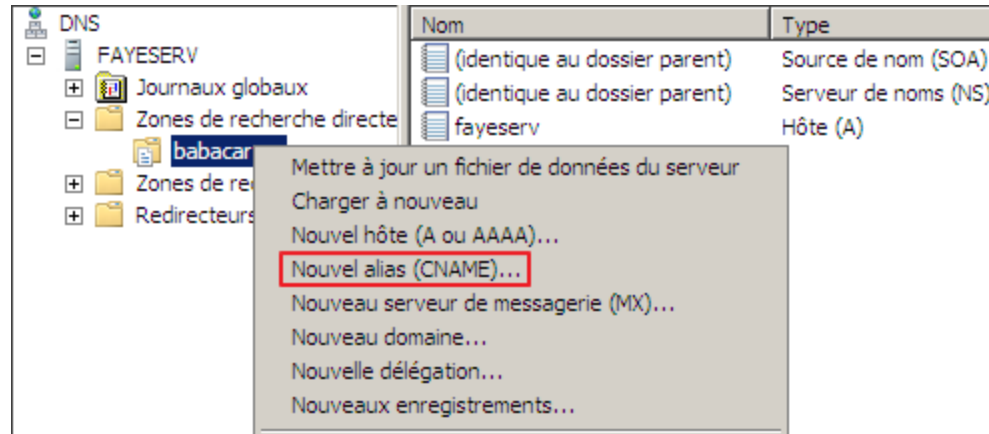 DNS
FAYESERV
Journaux globaux
Zones de recherche directe
babacar
Zones de re
Redirecteurs
Nom Type
(identique au dossier parent) Source de nom (SOA)
(identique au dossier parent) Serveur de noms (NS)
fayeserv Hôte (A)
Mettre à jour un fichier de données du serveur
Charger à nouveau
Nouvel hôte (A ou AAAA)...
Nouvel alias (CNAME)...
Nouveau serveur de messagerie (MX)...
Nouveau domaine...
Nouvelle délégation...
Nouveaux enregistrements...